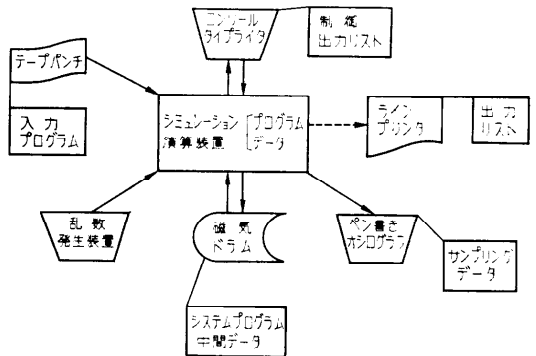 コンソール
タイプライタ
制御
出力リスト
テープパンチ
入力
プログラム
シミュレーション
演算装置
プログラム
データ
ライン
プリンタ
出力
リスト
乱数
発生装置
磁気
ドラム
ペン書き
オシログラフ
サンプリング
データ
システムプログラム
中間データ